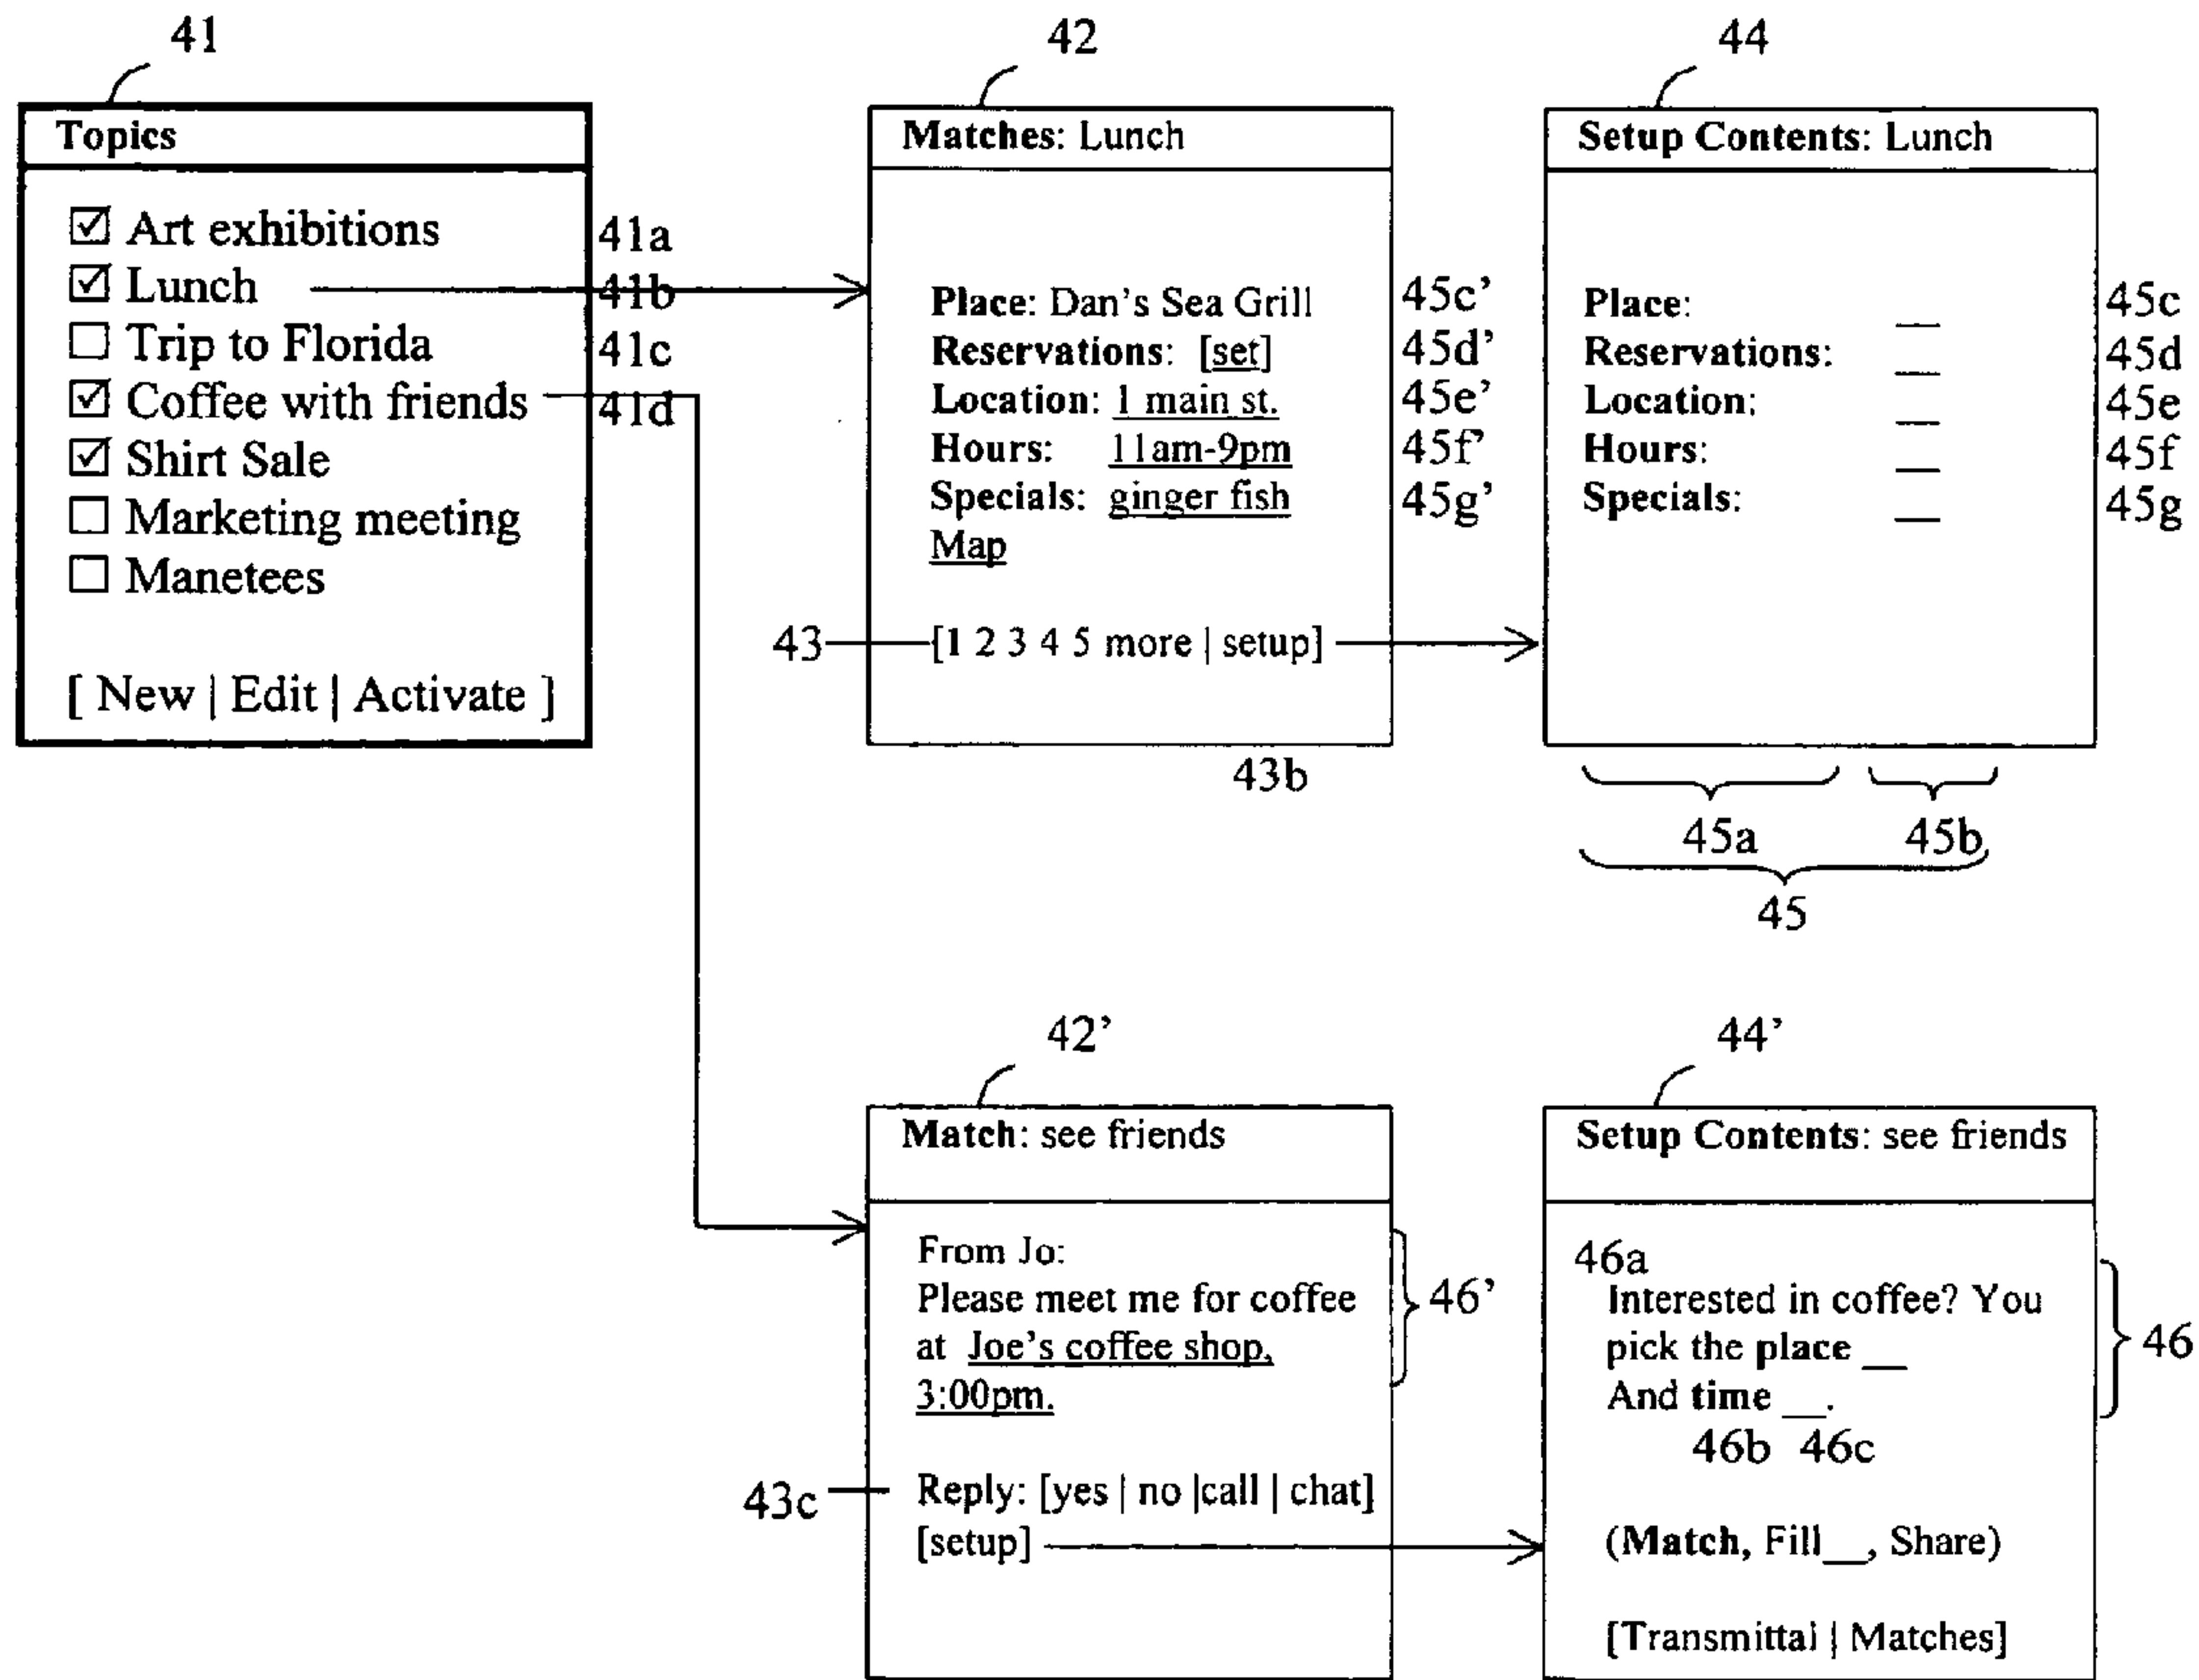 41
Topics
☑ Art exhibitions 41a
☑ Lunch 41b
☐ Trip to Florida 41c
☑ Coffee with friends 41d
☑ Shirt Sale
☐ Marketing meeting
☐ Manetees
[ New | Edit | Activate ]
42
Matches: Lunch
Place: Dan's Sea Grill 45c'
Reservations: [set] 45d'
Location: 1 main st. 45e'
Hours: 11am-9pm 45f'
Specials: ginger fish 45g'
Map
43 [1 2 3 4 5 more | setup]
43b
44
Setup Contents: Lunch
Place: __ 45c
Reservations: __ 45d
Location: __ 45e
Hours: __ 45f
Specials: __ 45g
45a 45b
45
42'
Match: see friends
From Jo:
Please meet me for coffee
at Joe's coffee shop,
3:00pm.
46'
43c Reply: [yes | no |call | chat]
[setup]
44'
Setup Contents: see friends
46a
Interested in coffee? You
pick the place __
And time __.
46
46b 46c
(Match, Fill__, Share)
[Transmittal | Matches]